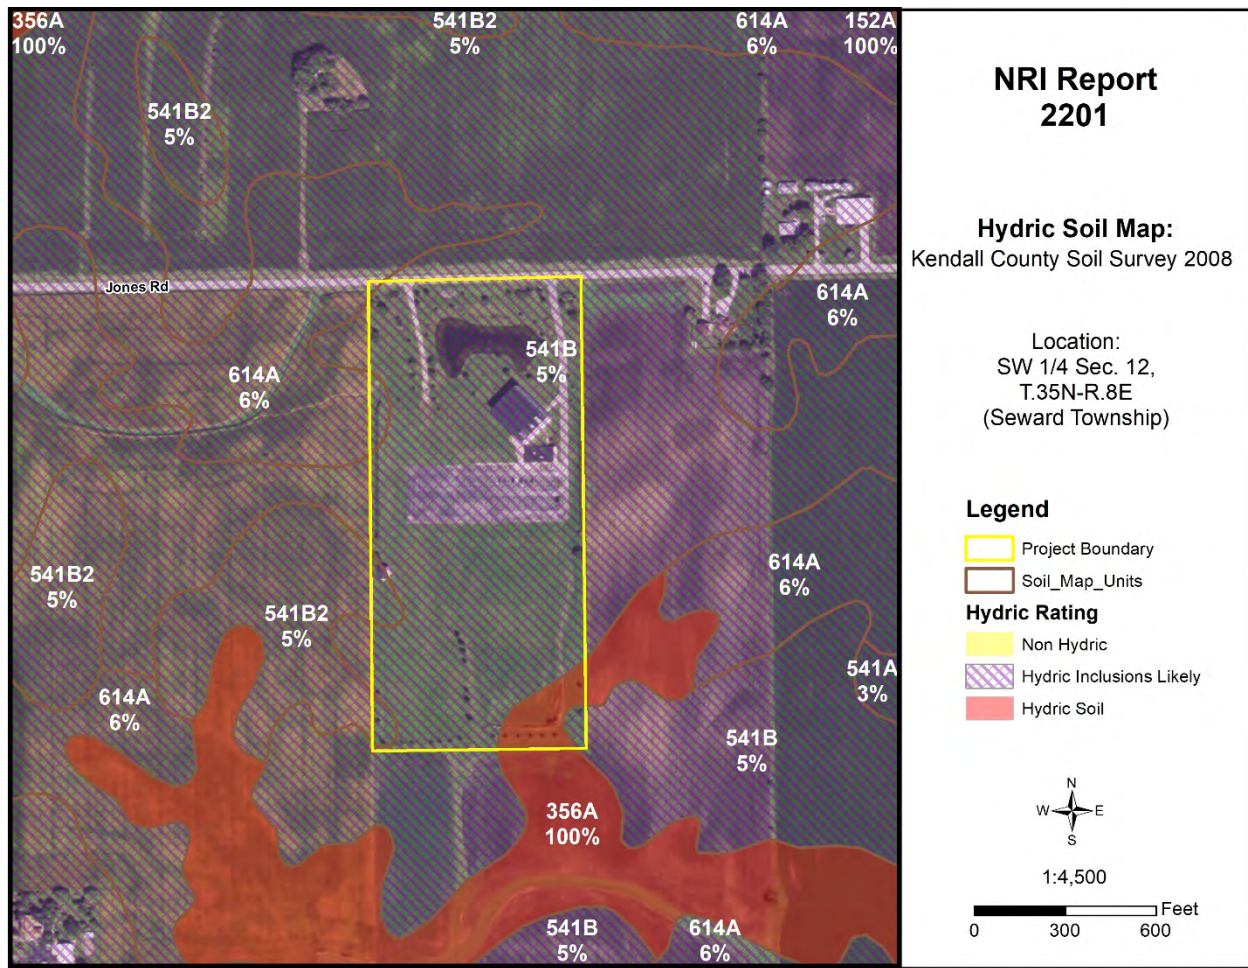 356A
100%
541B2
5%
614A
6%
152A
100%
541B2
5%
Jones Rd
614A
6%
541B
5%
614A
6%
541B2
5%
541B2
5%
614A
6%
614A
6%
541A
3%
541B
5%
356A
100%
541B
5%
614A
6%
NRI Report
2201
Hydric Soil Map:
Kendall County Soil Survey 2008
Location:
SW 1/4 Sec. 12,
T.35N-R.8E
(Seward Township)
Legend
Project Boundary
Soil_Map_Units
Hydric Rating
Non Hydric
Hydric Inclusions Likely
Hydric Soil
N
W E
S
1:4,500
Feet
0 300 600